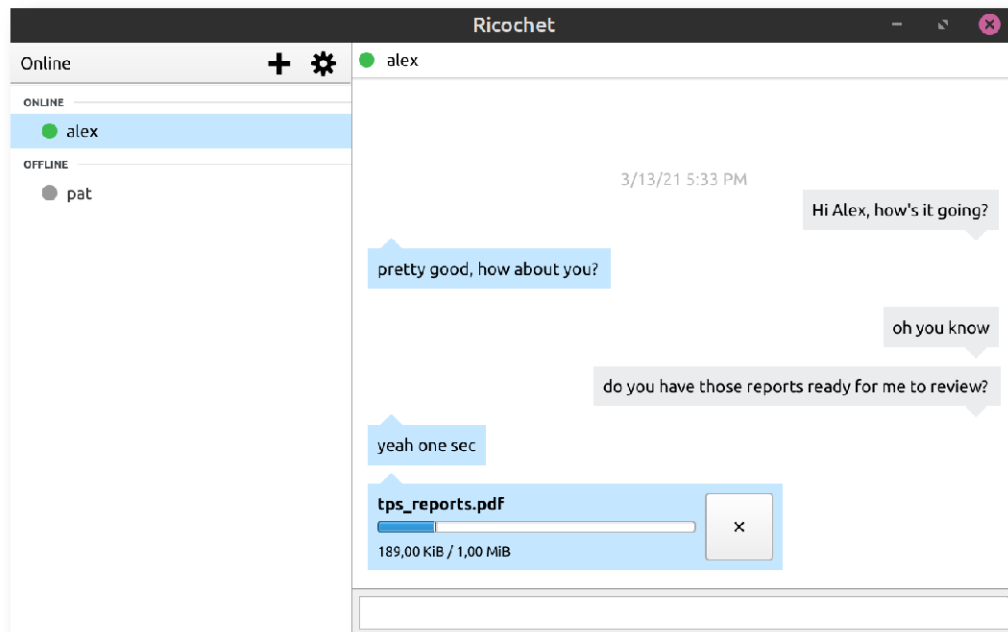 Ricochet
Online
alex
ONLINE
alex
OFFLINE
pat
3/13/21 5:33 PM
Hi Alex, how's it going?
pretty good, how about you?
oh you know
do you have those reports ready for me to review?
yeah one sec
tps_reports.pdf
189,00 KiB / 1,00 MiB